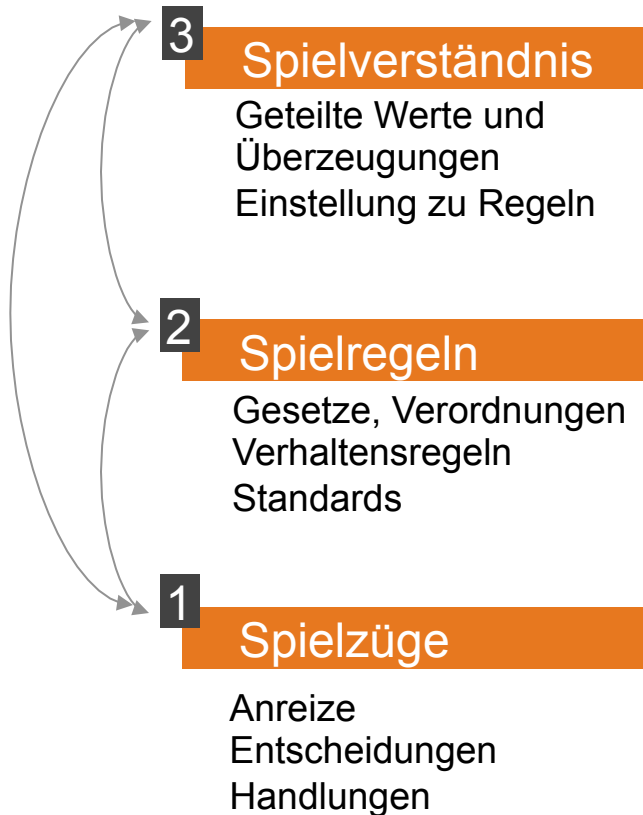 3
Spielverständnis
Geteilte Werte und
Überzeugungen
Einstellung zu Regeln
2
Spielregeln
Gesetze, Verordnungen
Verhaltensregeln
Standards
1
Spielzüge
Anreize
Entscheidungen
Handlungen